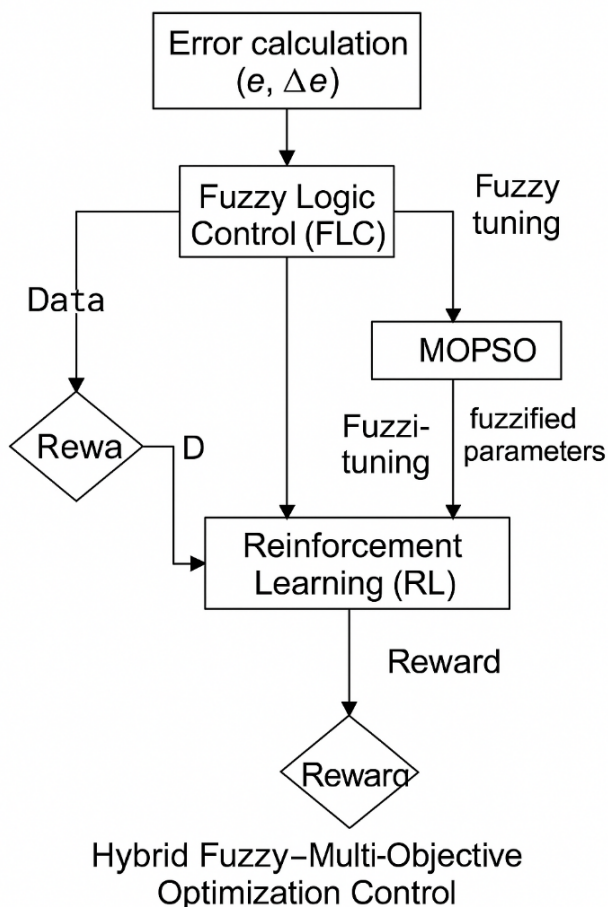 Error calculation
(e, Δe)
Fuzzy Logic
Control (FLC)
Fuzzy
tuning
Data
MOPSO
Rewa
D
Fuzzi-
tuning
fuzzified
parameters
Reinforcement
Learning (RL)
Reward
Rewarɑ
Hybrid Fuzzy–Multi-Objective
Optimization Control